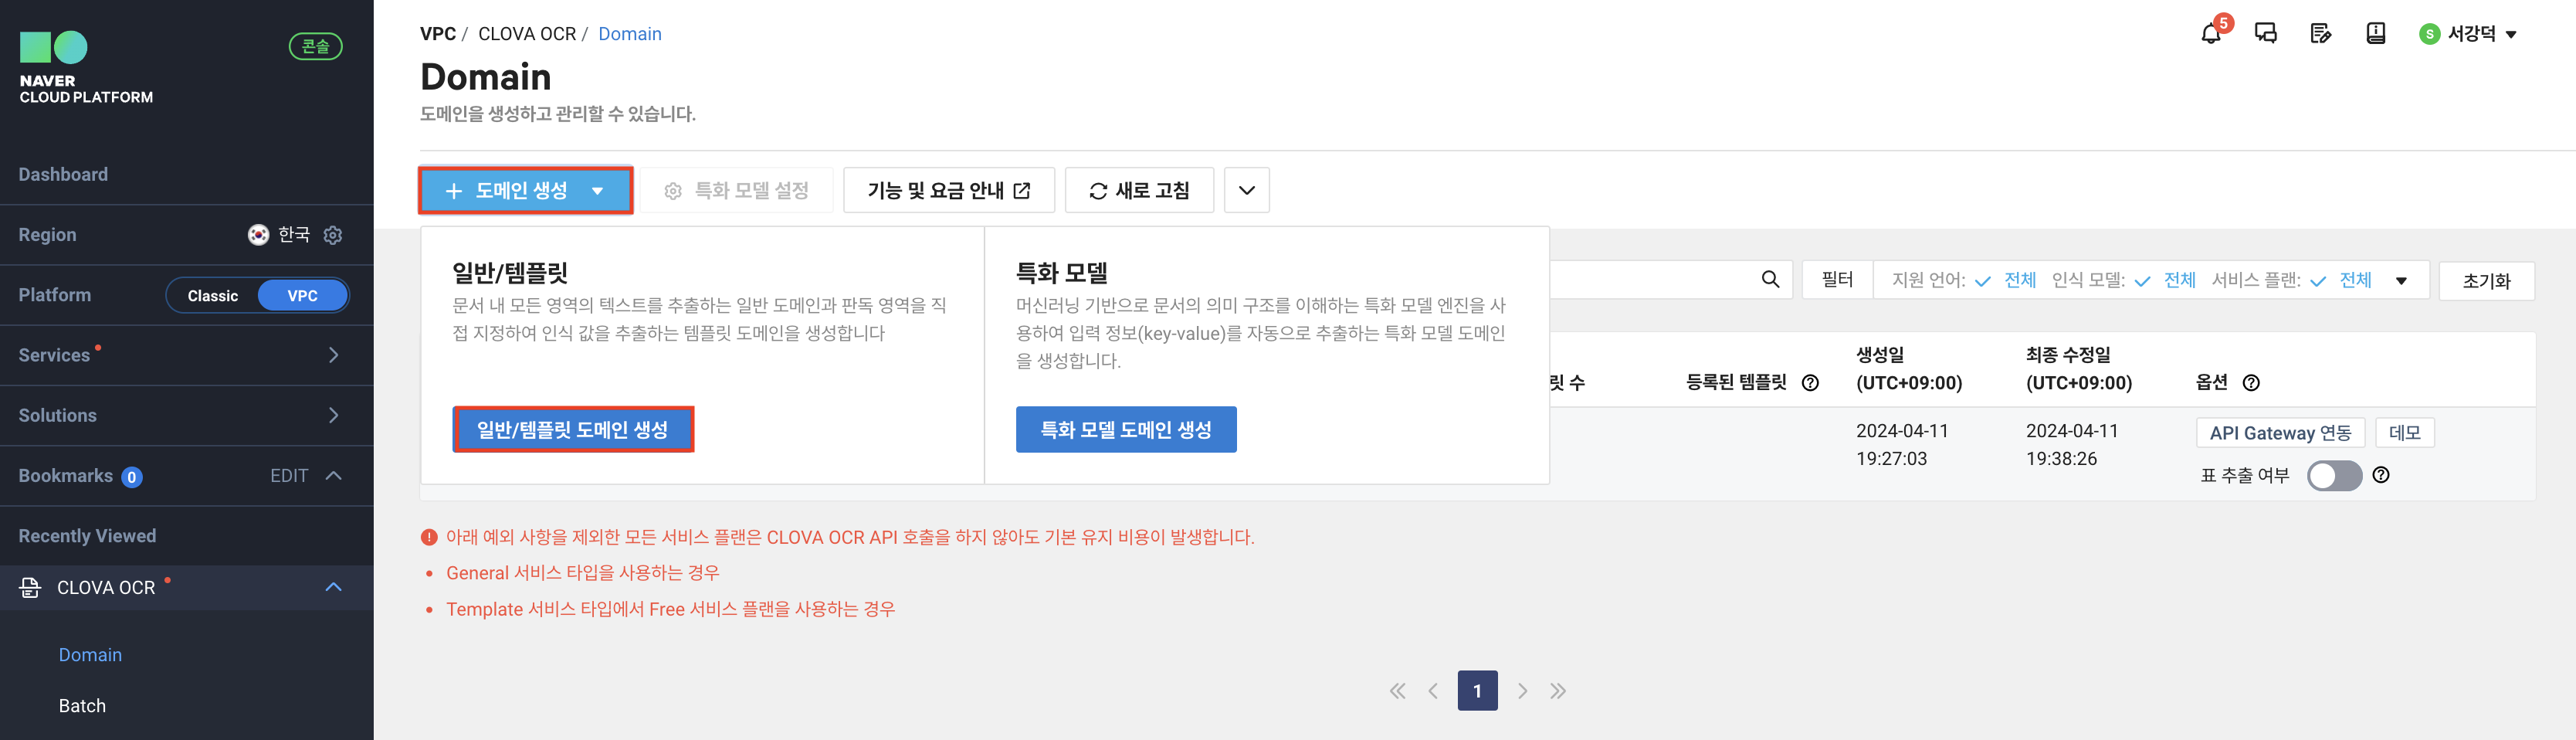 NAVER
CLOUD PLATFORM
콘솔
Dashboard
Region 한국
Platform Classic VPC
Services
Solutions
Bookmarks 0 EDIT
Recently Viewed
CLOVA OCR
Domain
Batch
VPC / CLOVA OCR / Domain
5
S 서강덕
Domain
도메인을 생성하고 관리할 수 있습니다.
+ 도메인 생성 특화 모델 설정 기능 및 요금 안내 새로 고침
일반/템플릿
문서 내 모든 영역의 텍스트를 추출하는 일반 도메인과 판독 영역을 직
접 지정하여 인식 값을 추출하는 템플릿 도메인을 생성합니다
일반/템플릿 도메인 생성
특화 모델
머신러닝 기반으로 문서의 의미 구조를 이해하는 특화 모델 엔진을 사
용하여 입력 정보(key-value)를 자동으로 추출하는 특화 모델 도메인
을 생성합니다.
특화 모델 도메인 생성
필터 지원 언어: 전체 인식 모델: 전체 서비스 플랜: 전체 초기화
릿 수 등록된 템플릿 ? 생성일 최종 수정일 옵션 ?
(UTC+09:00) (UTC+09:00)
2024-04-11 2024-04-11 API Gateway 연동 데모
19:27:03 19:38:26
표 추출 여부 ?
! 아래 예외 사항을 제외한 모든 서비스 플랜은 CLOVA OCR API 호출을 하지 않아도 기본 유지 비용이 발생합니다.
• General 서비스 타입을 사용하는 경우
• Template 서비스 타입에서 Free 서비스 플랜을 사용하는 경우
1